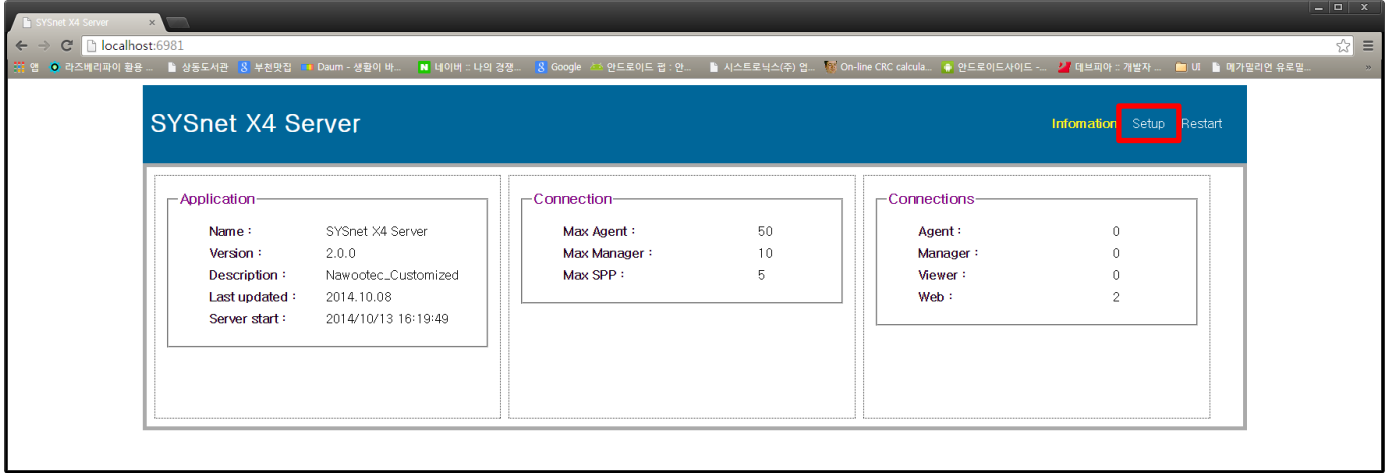 SYSnet X4 Server
localhost:6981
앱 라즈베리파이 활용 ... 상동도서관 부천맛집 Daum - 생활이 바... 네이버 :: 나의 경쟁... Google 안드로이드 펍 : 안... 시스트로닉스(주) 업... On-line CRC calcula... 안드로이드사이드 -... 데브피아 :: 개발자 ... UI 메가밀리언 유로밀... »
SYSnet X4 Server
Infomation Setup Restart
Application
Name :
SYSnet X4 Server
Version :
2.0.0
Description :
Nawootec_Customized
Last updated :
2014.10.08
Server start :
2014/10/13 16:19:49
Connection
Max Agent :
50
Max Manager :
10
Max SPP :
5
Connections
Agent :
0
Manager :
0
Viewer :
0
Web :
2